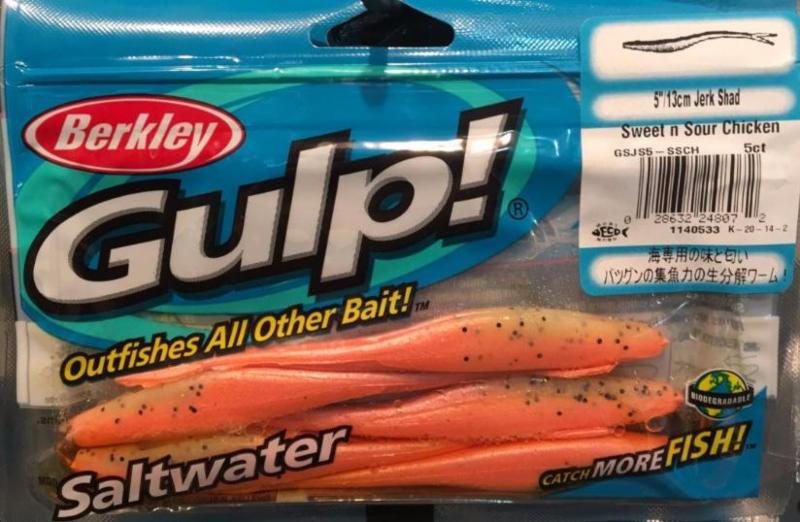 Berkley
Gulp!®
Outfishes All Other Bait!™
Saltwater
5"/13cm Jerk Shad
Sweet n Sour Chicken
GSJS5-SSCH 5ct
0 28632 24807 2
1140533 K-20-14-2
海専用の味と匂い
バツグンの集魚力の生分解ワーム!
BIODEGRADABLE
CATCH MORE FISH!™